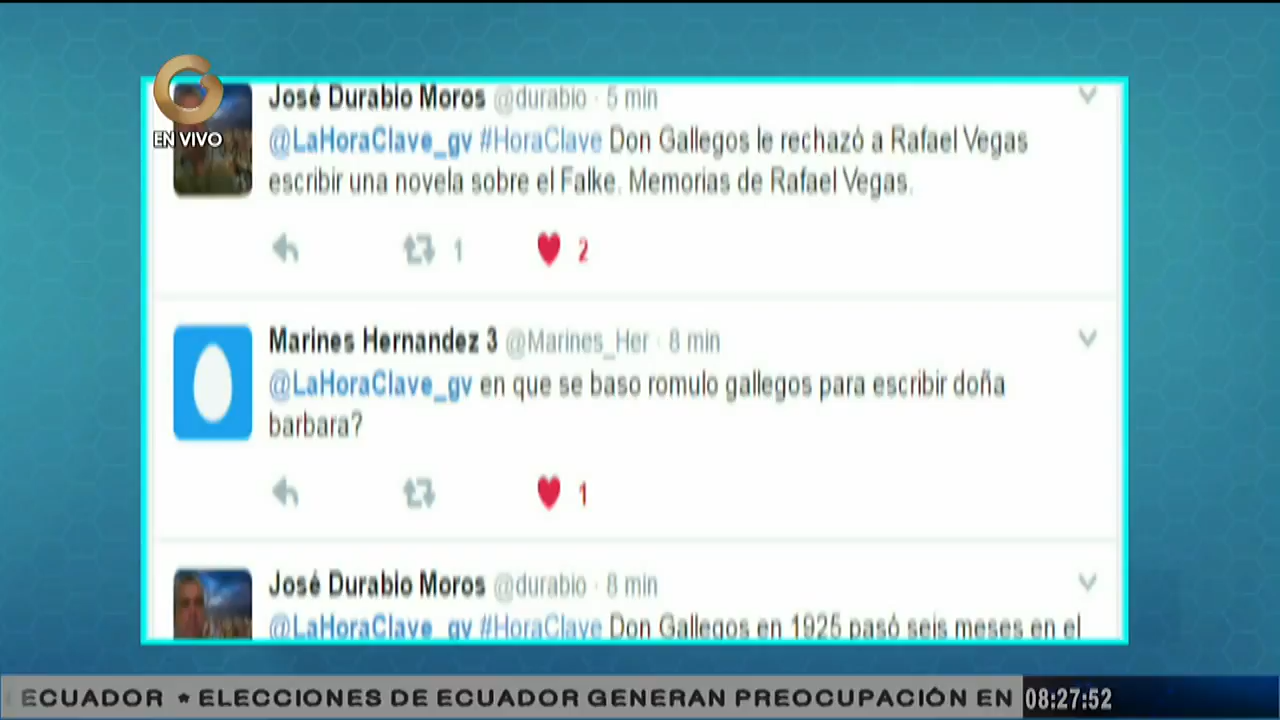 EN VIVO
José Durabio Moros @durabio · 5 min
@LaHoraClave_gv #HoraClave Don Gallegos le rechazó a Rafael Vegas
escribir una novela sobre el Falke. Memorias de Rafael Vegas.
1 2
Marines Hernandez 3 @Marines_Her · 8 min
@LaHoraClave_gv en que se baso romulo gallegos para escribir doña
barbara?
1
José Durabio Moros @durabio · 8 min
@LaHoraClave_gv #HoraClave Don Gallegos en 1925 pasó seis meses en el
ECUADOR * ELECCIONES DE ECUADOR GENERAN PREOCUPACIÓN EN 08:27:52